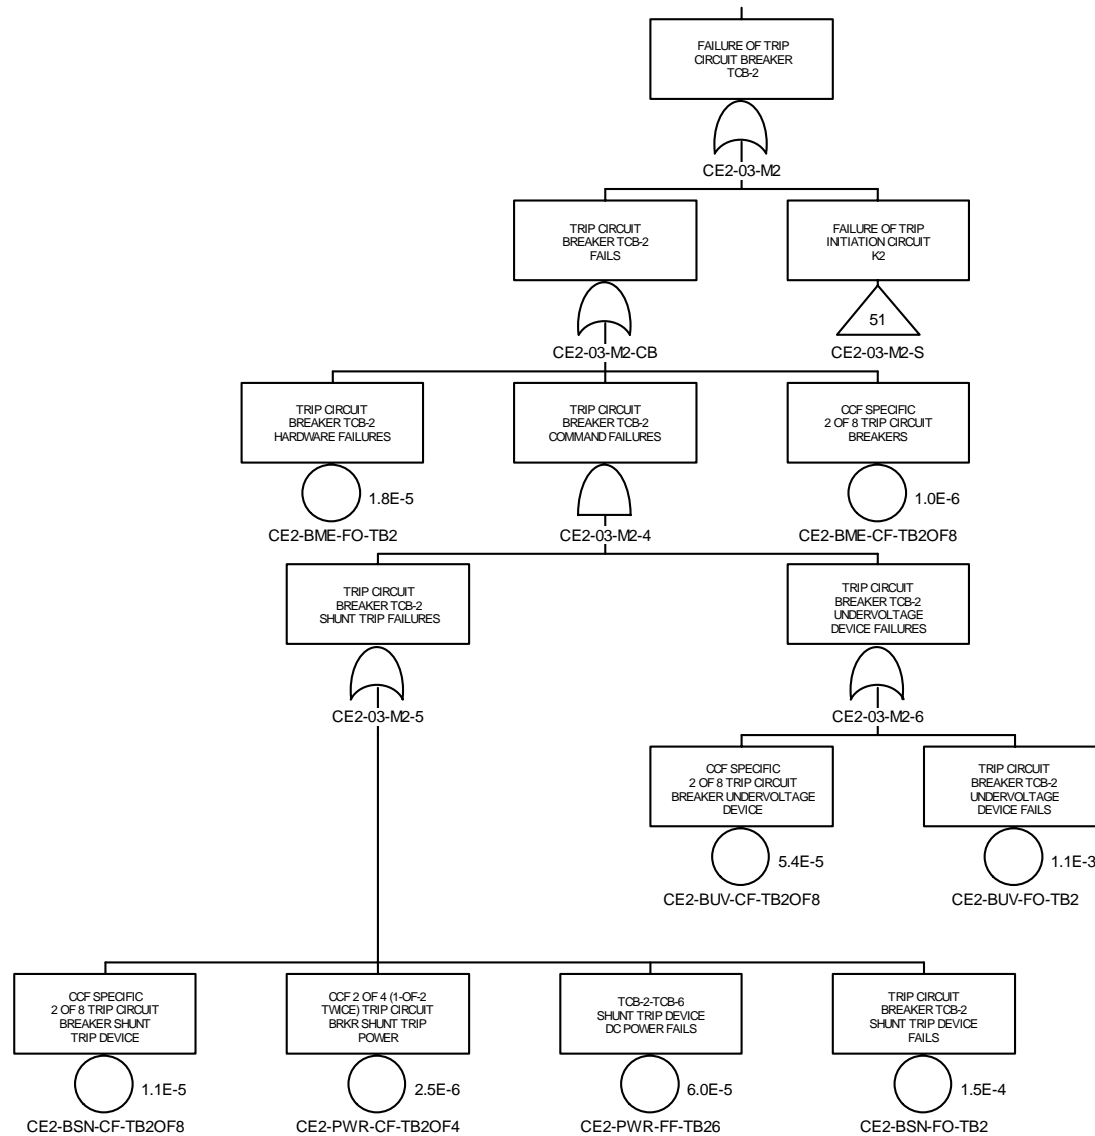 FAILURE OF TRIP
CIRCUIT BREAKER
TCB-2
CE2-03-M2
TRIP CIRCUIT
BREAKER TCB-2
FAILS
FAILURE OF TRIP
INITIATION CIRCUIT
K2
51
CE2-03-M2-CB
CE2-03-M2-S
TRIP CIRCUIT
BREAKER TCB-2
HARDWARE FAILURES
TRIP CIRCUIT
BREAKER TCB-2
COMMAND FAILURES
CCF SPECIFIC
2 OF 8 TRIP CIRCUIT
BREAKERS
1.8E-5
1.0E-6
CE2-BME-FO-TB2
CE2-03-M2-4
CE2-BME-CF-TB2OF8
TRIP CIRCUIT
BREAKER TCB-2
SHUNT TRIP FAILURES
TRIP CIRCUIT
BREAKER TCB-2
UNDERVOLTAGE
DEVICE FAILURES
CE2-03-M2-5
CE2-03-M2-6
CCF SPECIFIC
2 OF 8 TRIP CIRCUIT
BREAKER UNDERVOLTAGE
DEVICE
TRIP CIRCUIT
BREAKER TCB-2
UNDERVOLTAGE
DEVICE FAILS
5.4E-5
1.1E-3
CE2-BUV-CF-TB2OF8
CE2-BUV-FO-TB2
CCF SPECIFIC
2 OF 8 TRIP CIRCUIT
BREAKER SHUNT
TRIP DEVICE
CCF 2 OF 4 (1-OF-2
TWICE) TRIP CIRCUIT
BRKR SHUNT TRIP
POWER
TCB-2-TCB-6
SHUNT TRIP DEVICE
DC POWER FAILS
TRIP CIRCUIT
BREAKER TCB-2
SHUNT TRIP DEVICE
FAILS
1.1E-5
2.5E-6
6.0E-5
1.5E-4
CE2-BSN-CF-TB2OF8
CE2-PWR-CF-TB2OF4
CE2-PWR-FF-TB26
CE2-BSN-FO-TB2